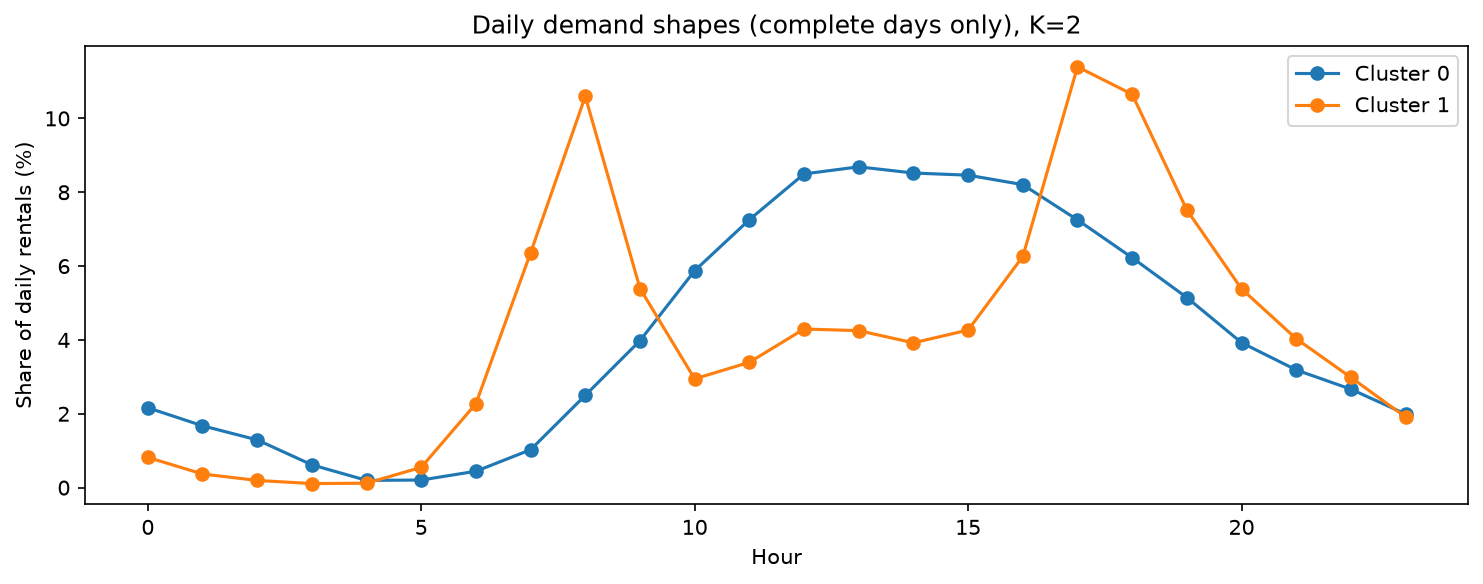 Daily demand shapes (complete days only), K=2
Share of daily rentals (%)
10
8
6
4
2
0
Cluster 0
Cluster 1
0 5 10 15 20
Hour